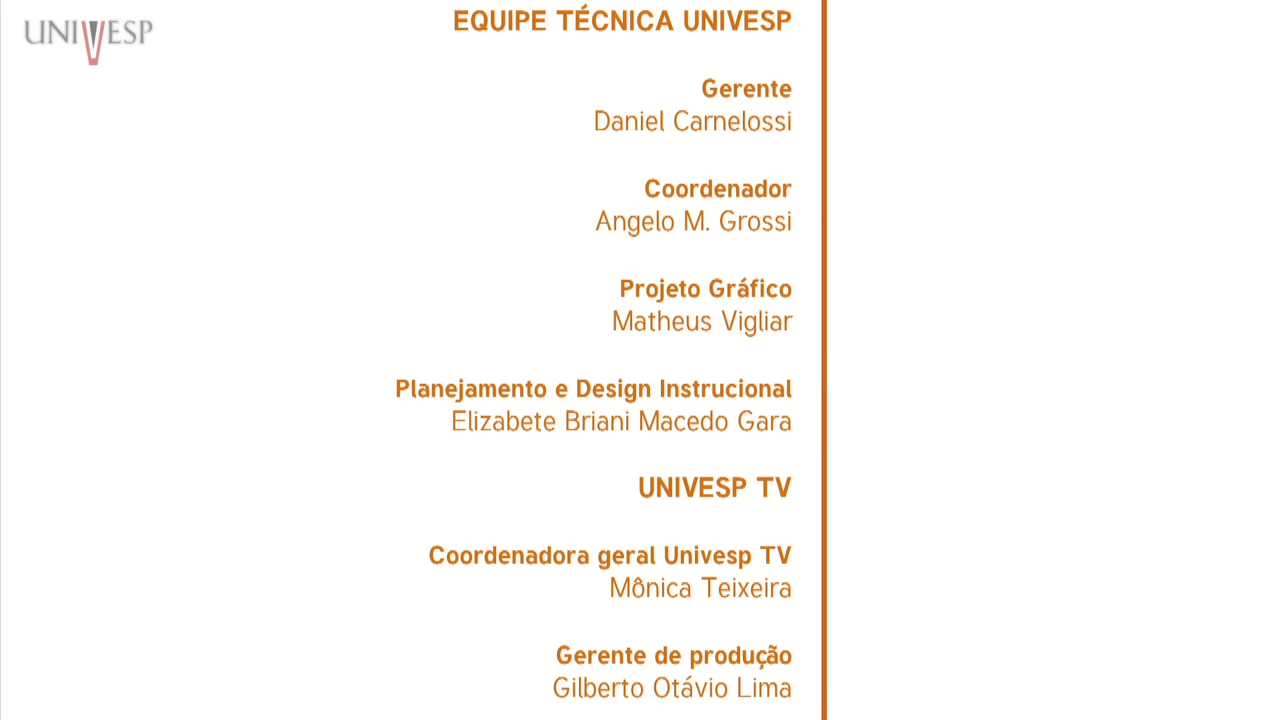 UNIVESP
EQUIPE TÉCNICA UNIVESP
Gerente
Daniel Carnelossi
Coordenador
Angelo M. Grossi
Projeto Gráfico
Matheus Vigliar
Planejamento e Design Instrucional
Elizabete Briani Macedo Gara
UNIVESP TV
Coordenadora geral Univesp TV
Mônica Teixeira
Gerente de produção
Gilberto Otávio Lima